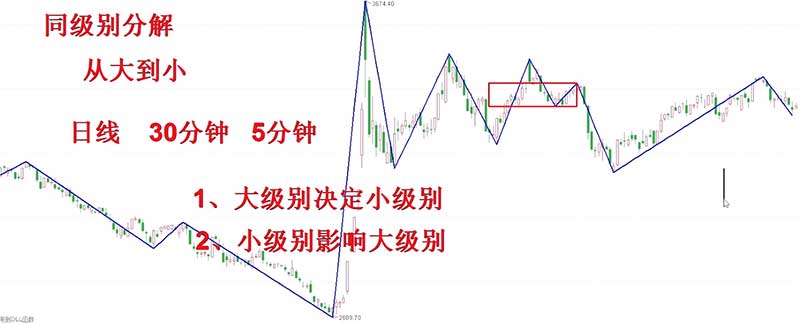 3674.40
同级别分解
从大到小
日线 30分钟 5分钟
1、大级别决定小级别
2、小级别影响大级别
2689.70